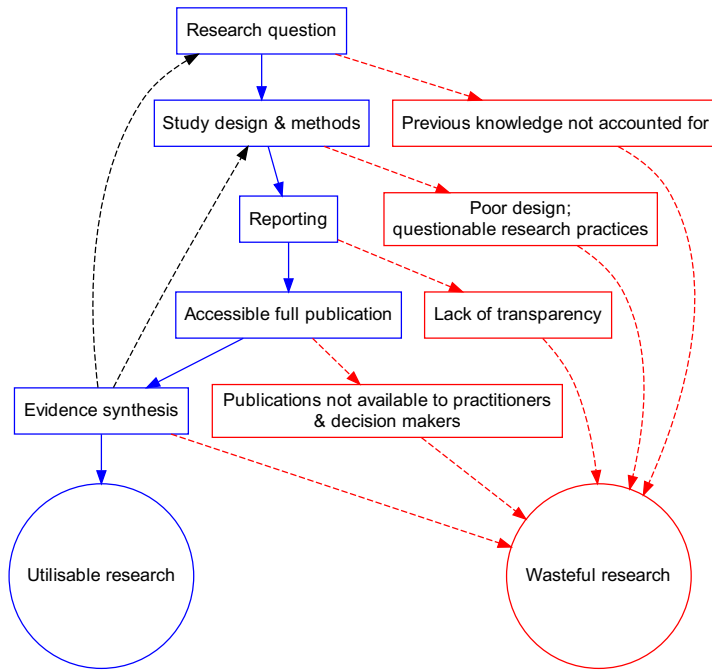 Research question
Study design & methods
Previous knowledge not accounted for
Reporting
Poor design;
questionable research practices
Accessible full publication
Lack of transparency
Evidence synthesis
Publications not available to practitioners
& decision makers
Utilisable research
Wasteful research